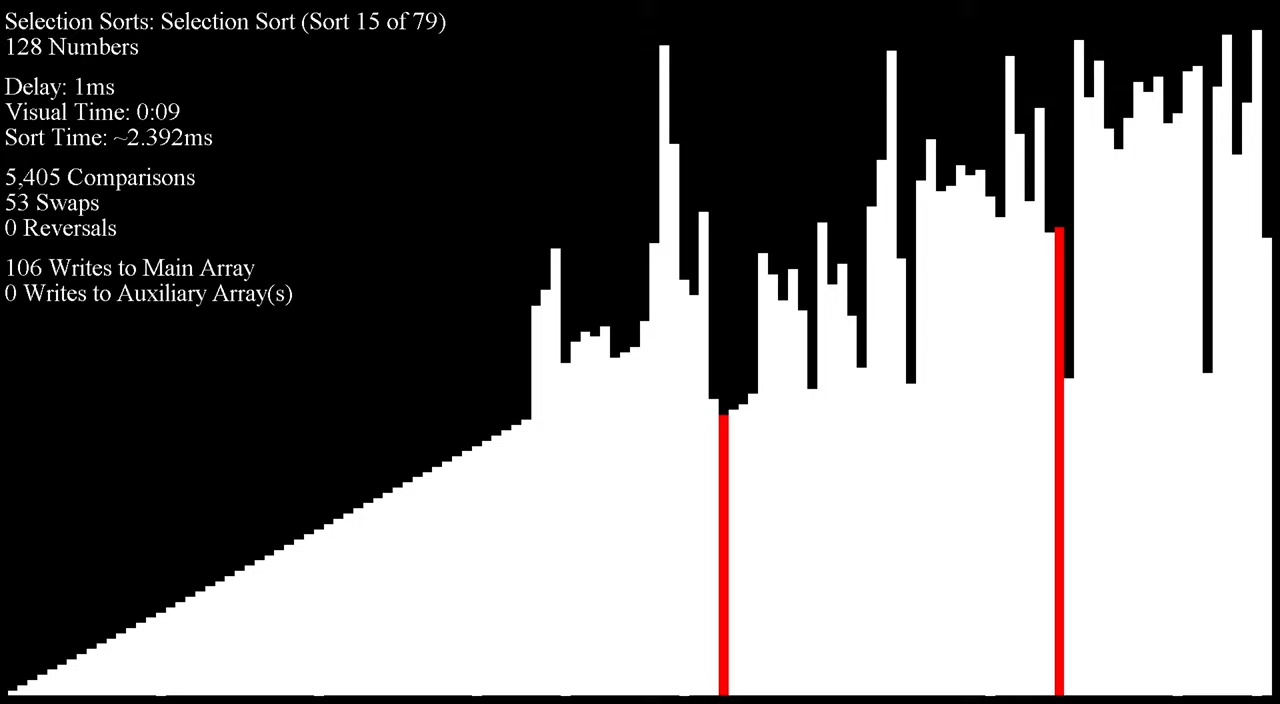 Selection Sorts: Selection Sort (Sort 15 of 79)
128 Numbers
Delay: 1ms
Visual Time: 0:09
Sort Time: ~2.392ms
5,405 Comparisons
53 Swaps
0 Reversals
106 Writes to Main Array
0 Writes to Auxiliary Array(s)